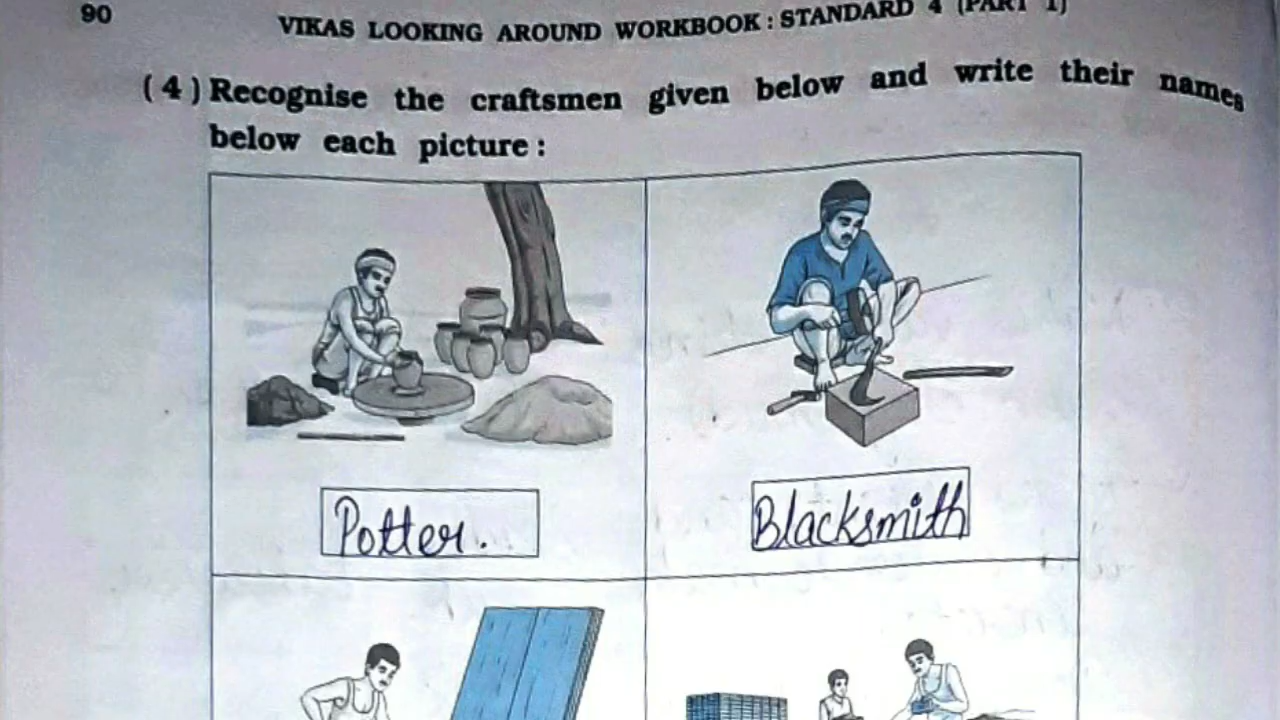 90
VIKAS LOOKING AROUND WORKBOOK : STANDARD 4 (PART 1)
( 4 ) Recognise the craftsmen given below and write their names
below each picture :
Potter.
Blacksmith